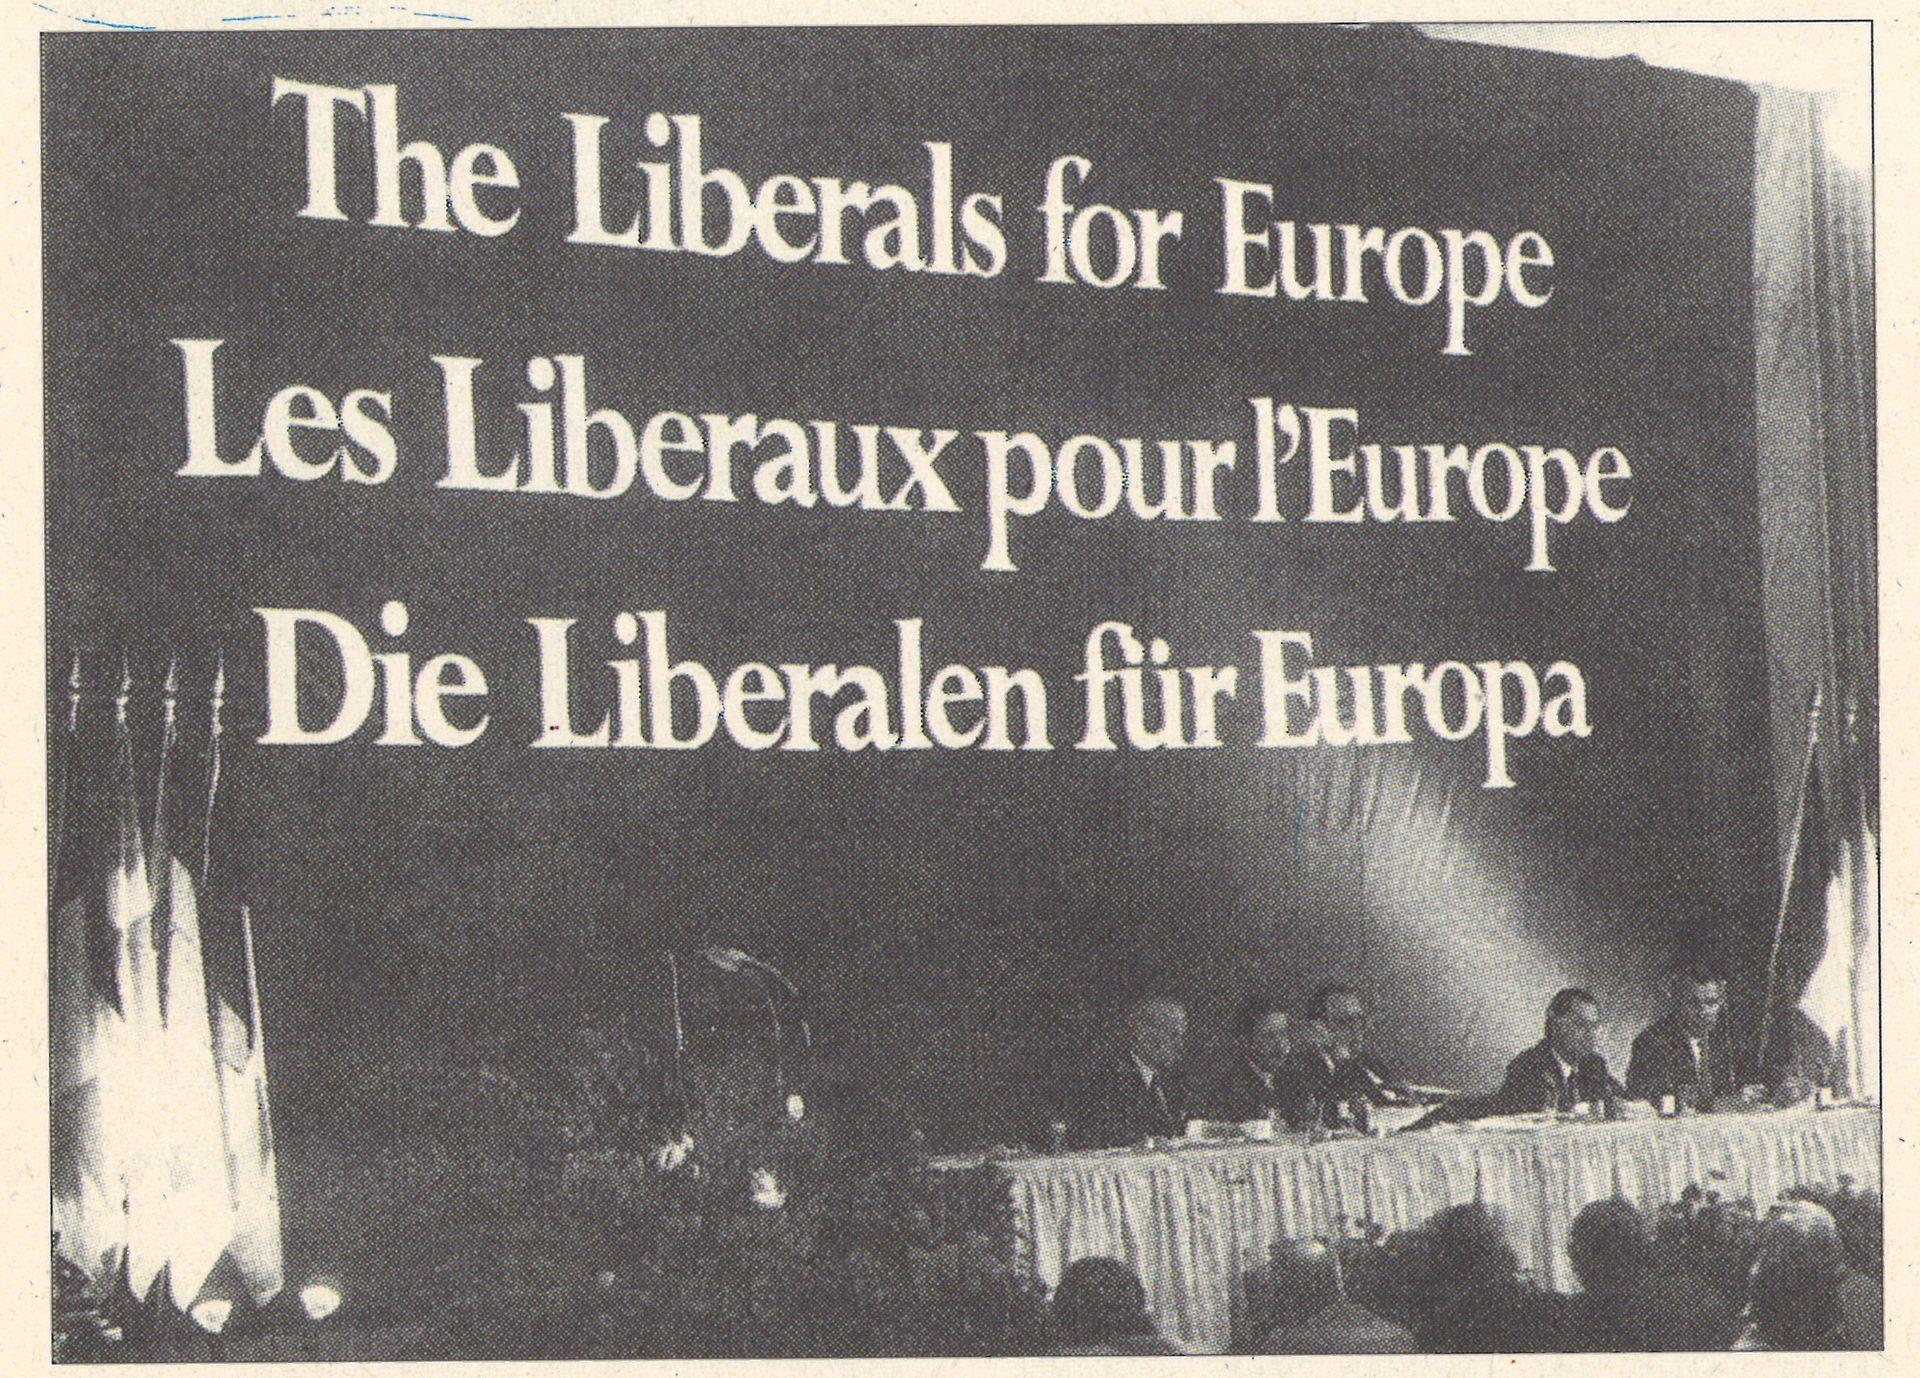 The Liberals for Europe
Les Liberaux pour l'Europe
Die Liberalen für Europa